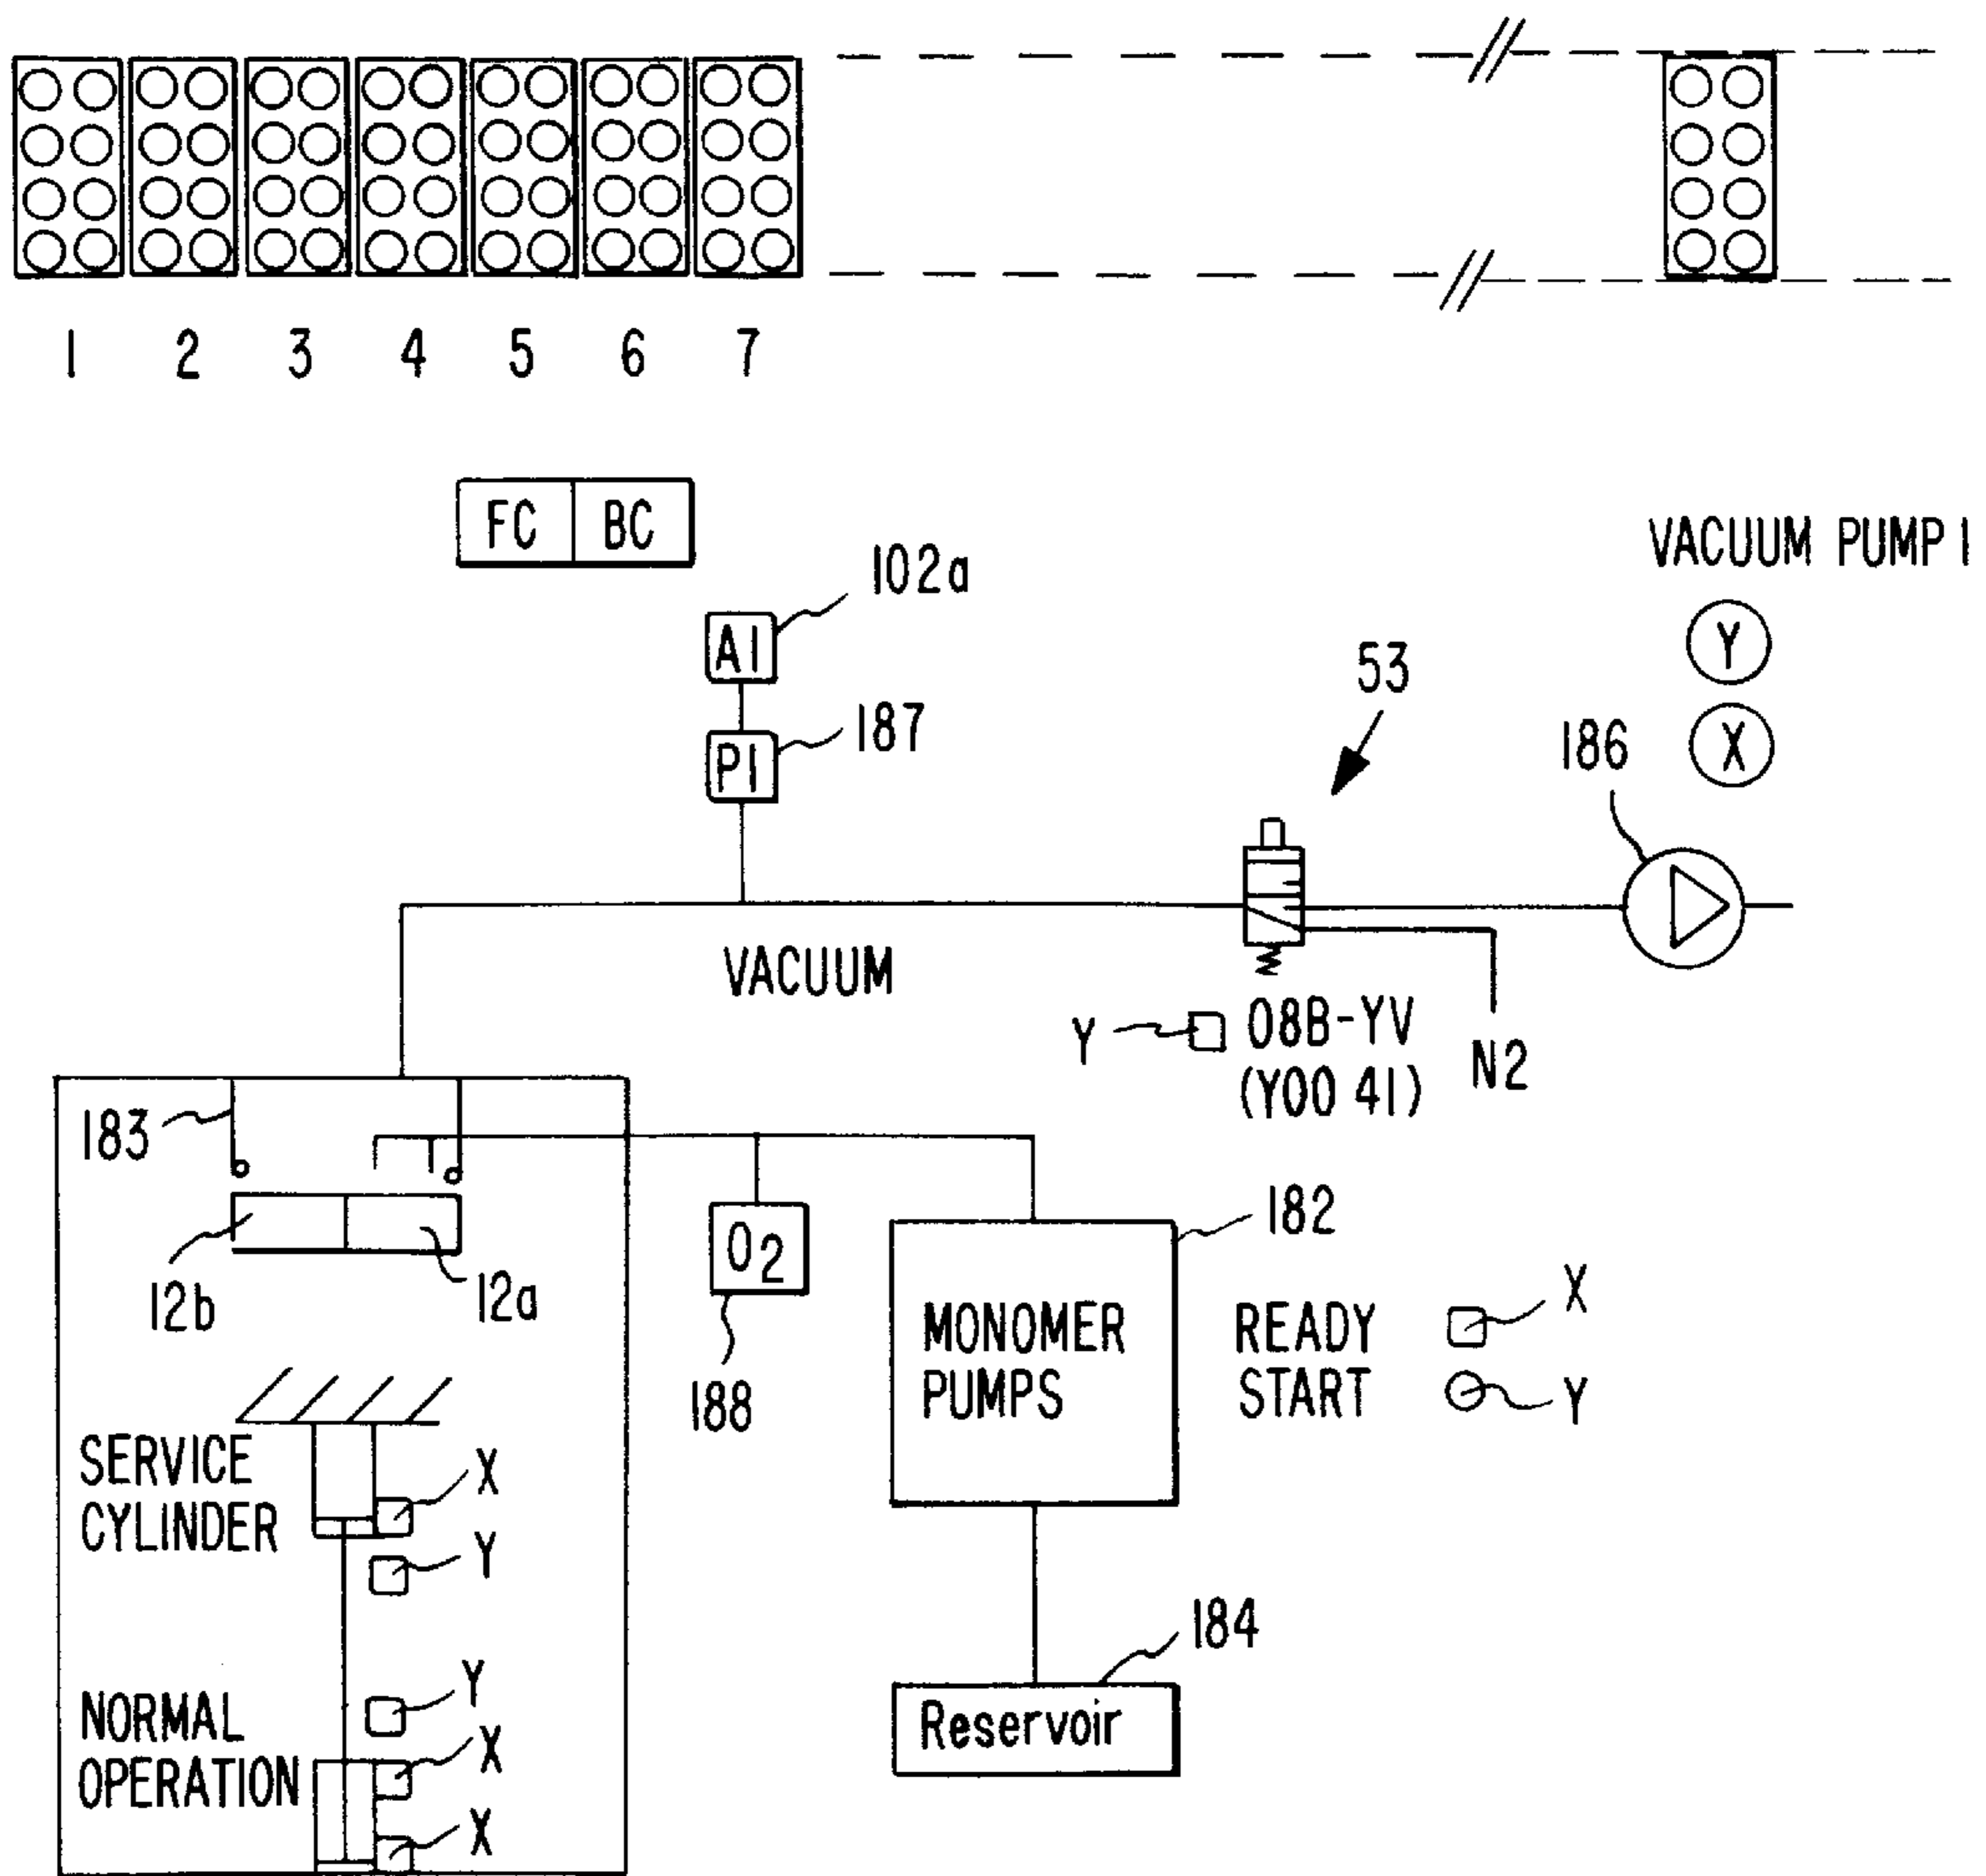 1 2 3 4 5 6 7
FC BC
102a
VACUUM PUMP 1
A1
Y
53
187
P1
X
186
VACUUM
Y
08B-YV
(Y00 41)
N2
183
182
O2
12b
12a
188
MONOMER
PUMPS
READY
START
X
Y
SERVICE
CYLINDER
X
Y
184
Reservoir
NORMAL
OPERATION
Y
X
X